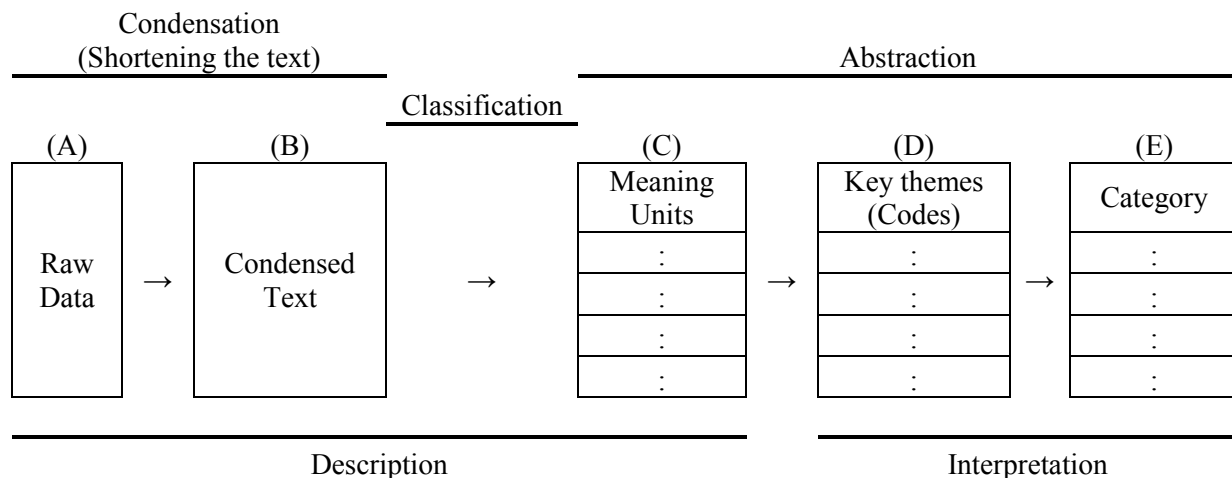 Condensation
(Shortening the text)
Abstraction
Classification
(A)
(B)
(C)
(D)
(E)
Raw
Data
→
Condensed
Text
→
Meaning
Units
:
:
:
:
→
Key themes
(Codes)
:
:
:
:
→
Category
:
:
:
:
Description
Interpretation